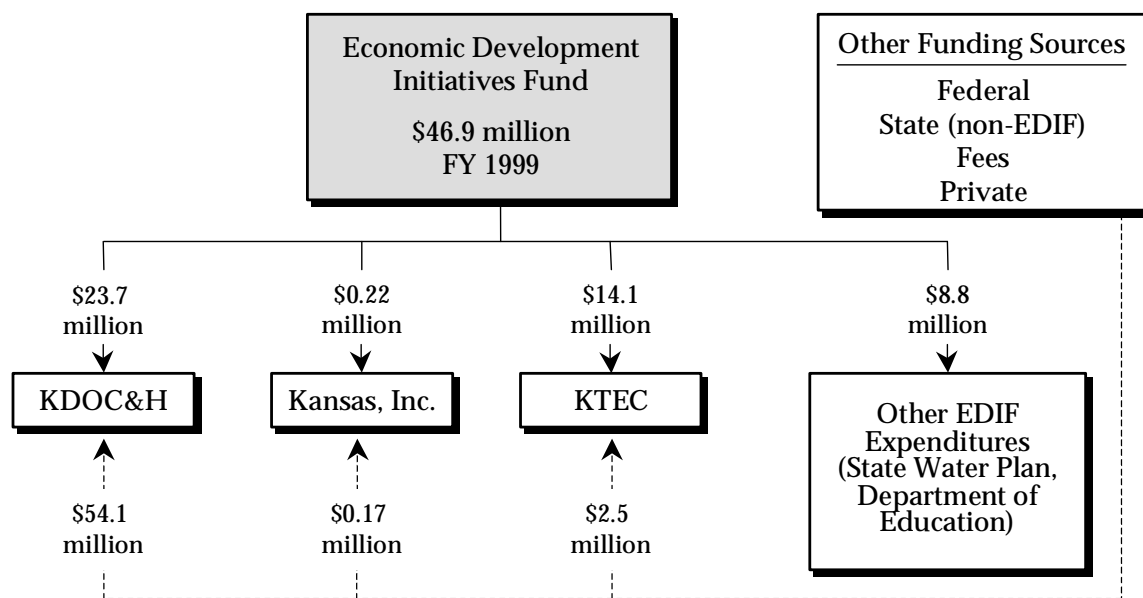 Economic Development
Initiatives Fund
$46.9 million
FY 1999
Other Funding Sources
Federal
State (non-EDIF)
Fees
Private
$23.7
million
$0.22
million
$14.1
million
$8.8
million
KDOC&H
Kansas, Inc.
KTEC
Other EDIF
Expenditures
(State Water Plan,
Department of
Education)
$54.1
million
$0.17
million
$2.5
million